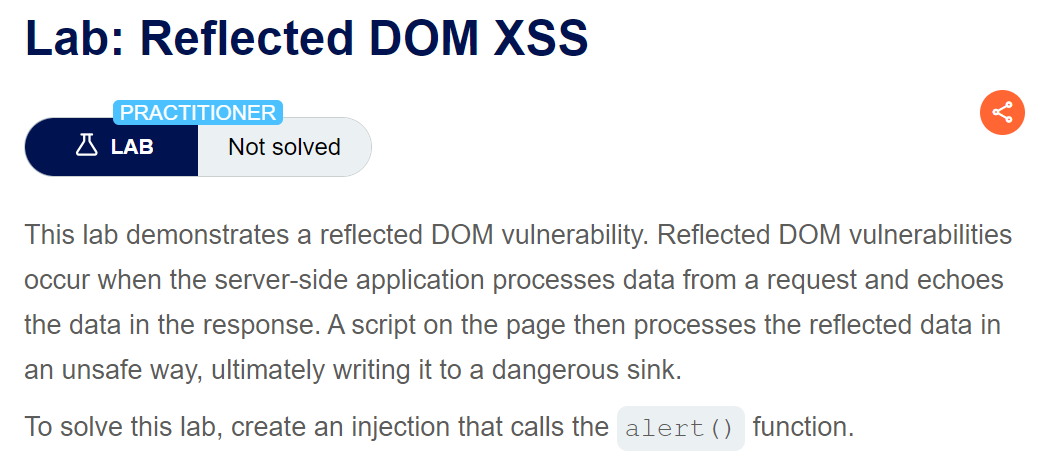 Lab: Reflected DOM XSS
PRACTITIONER
LAB
Not solved
This lab demonstrates a reflected DOM vulnerability. Reflected DOM vulnerabilities
occur when the server-side application processes data from a request and echoes
the data in the response. A script on the page then processes the reflected data in
an unsafe way, ultimately writing it to a dangerous sink.
To solve this lab, create an injection that calls the alert() function.